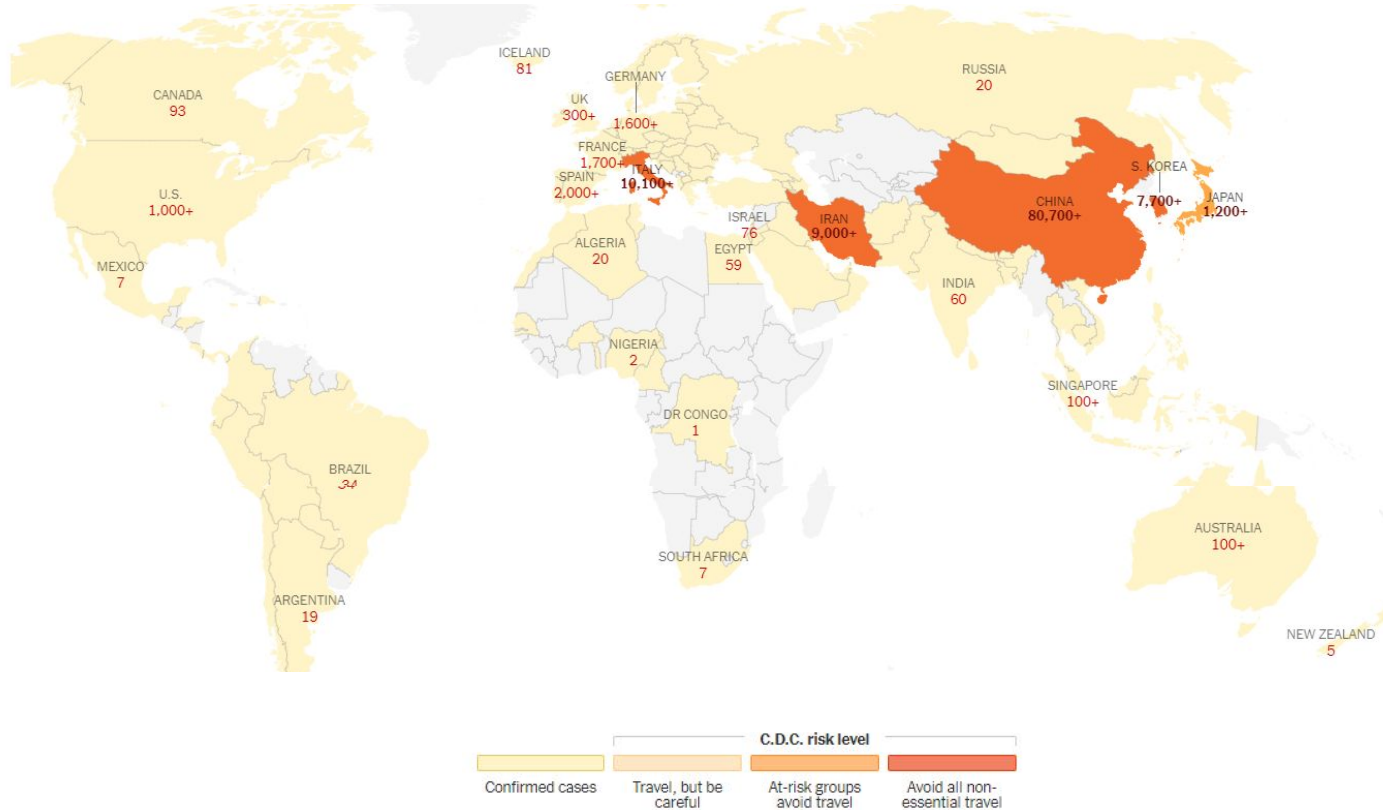 ICELAND
81
GERMANY
1,600+
RUSSIA
20
CANADA
93
UK
300+
FRANCE
1,700+
ITALY
10,100+
SPAIN
2,000+
S. KOREA
7,700+
JAPAN
1,200+
CHINA
80,700+
U.S.
1,000+
ISRAEL
76
IRAN
9,000+
ALGERIA
20
EGYPT
59
MEXICO
7
INDIA
60
NIGERIA
2
SINGAPORE
100+
DR CONGO
1
BRAZIL
34
AUSTRALIA
100+
SOUTH AFRICA
7
ARGENTINA
19
NEW ZEALAND
5
C.D.C. risk level
Confirmed cases
Travel, but be
careful
At-risk groups
avoid travel
Avoid all non-
essential travel